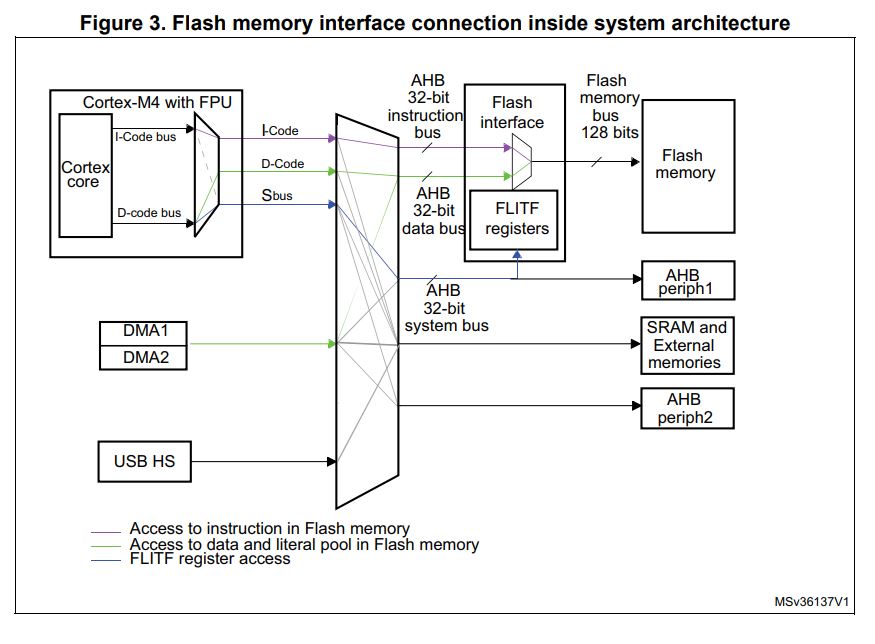 Figure 3. Flash memory interface connection inside system architecture
Cortex-M4 with FPU
Cortex
core
I-Code bus
D-code bus
I-Code
D-Code
Sbus
AHB
32-bit
instruction
bus
AHB
32-bit
data bus
AHB
32-bit
system bus
Flash
interface
FLITF
registers
Flash
memory
bus
128 bits
Flash
memory
AHB
periph1
SRAM and
External
memories
AHB
periph2
DMA1
DMA2
USB HS
Access to instruction in Flash memory
Access to data and literal pool in Flash memory
FLITF register access
MSv36137V1